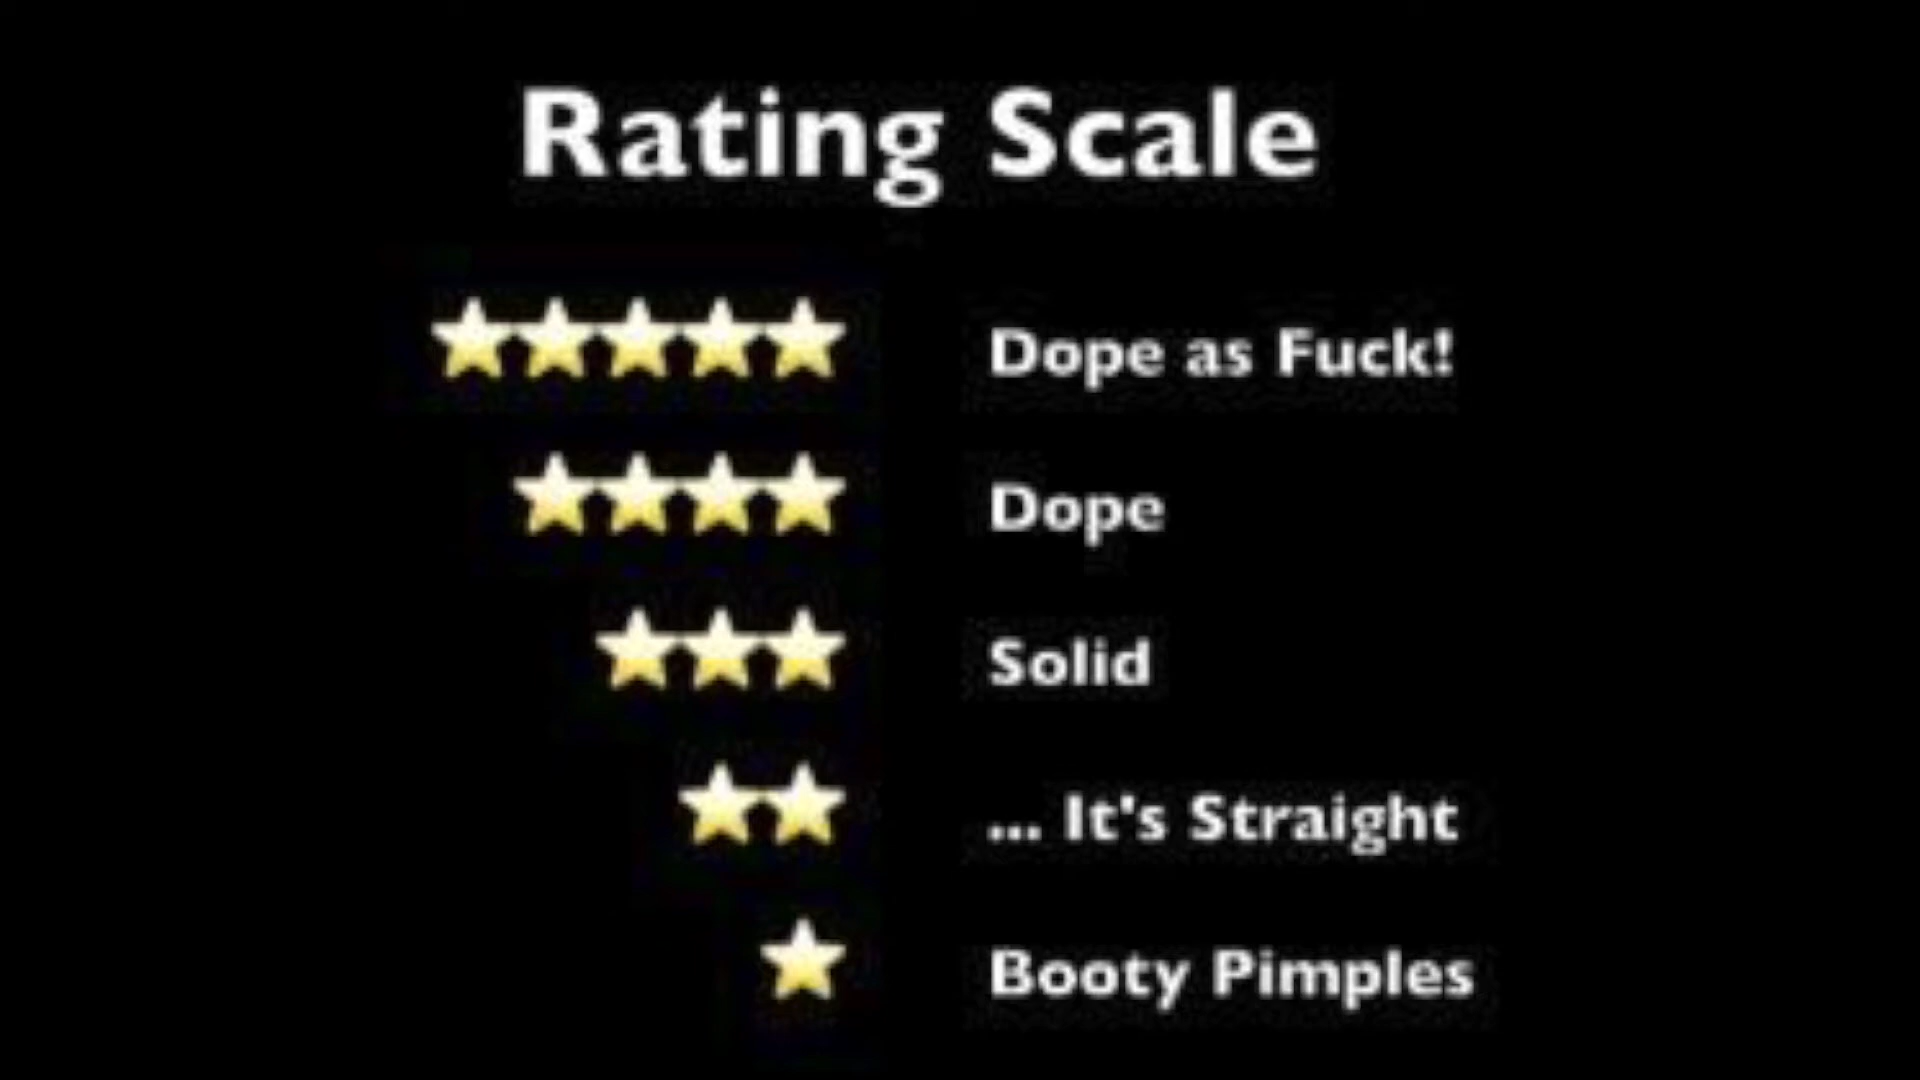 Rating Scale
Dope as Fuck!
Dope
Solid
... It's Straight
Booty Pimples